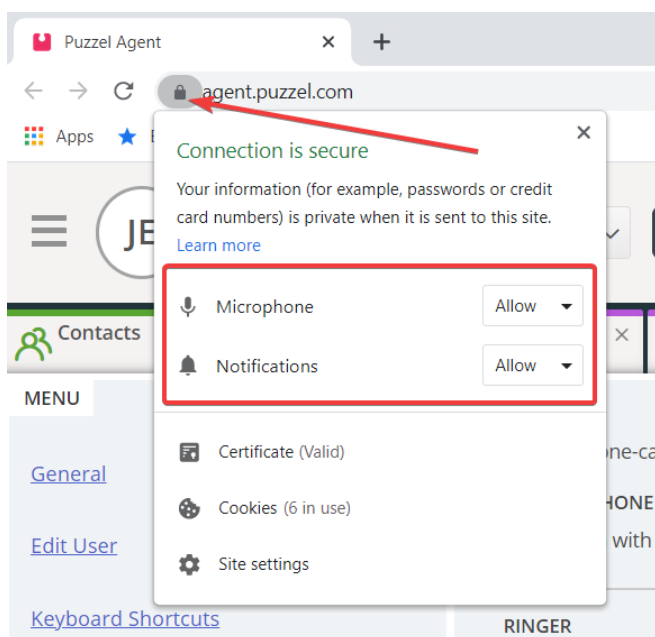 Puzzel Agent
agent.puzzel.com
Apps
Connection is secure
Your information (for example, passwords or credit
card numbers) is private when it is sent to this site.
Learn more
JE
Microphone Allow
Notifications Allow
Contacts
MENU
Certificate (Valid)
General
Cookies (6 in use)
HONE
with
Edit User
Site settings
Keyboard Shortcuts
RINGER